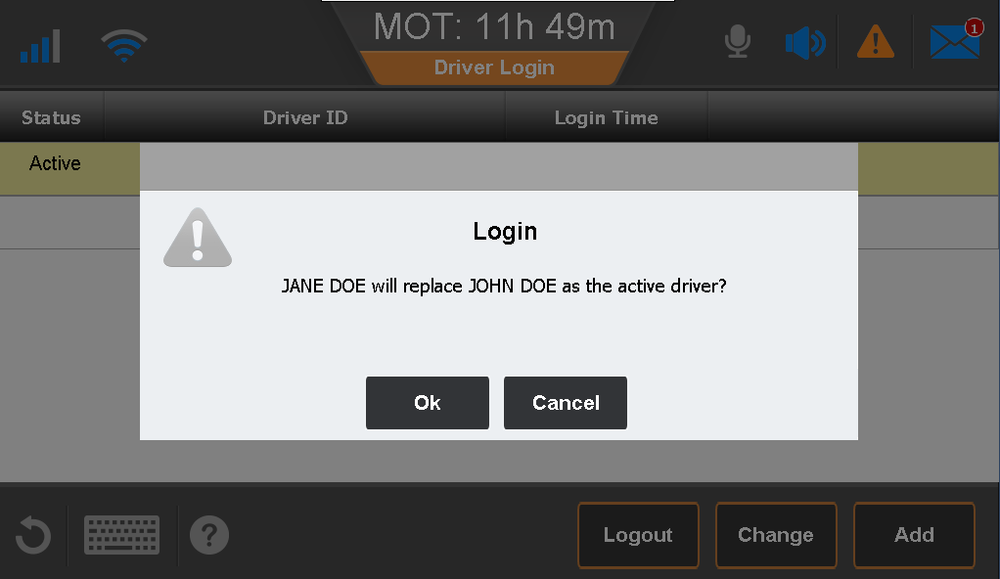 MOT: 11h 49m
1
Driver Login
Status Driver ID Login Time
Active
Login
JANE DOE will replace JOHN DOE as the active driver?
Ok Cancel
Logout Change Add